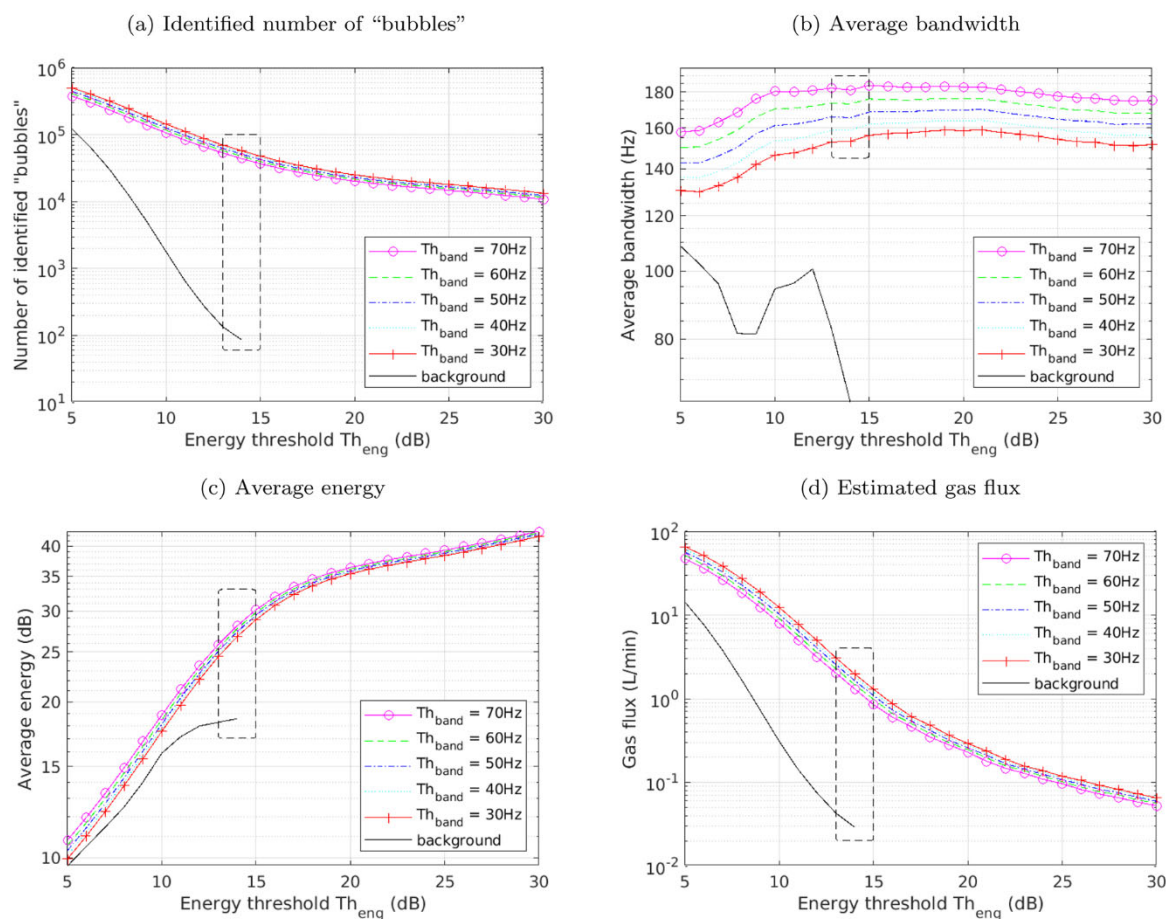 (a) Identified number of “bubbles”
10^6
10^5
10^4
10^3
10^2
10^1
Number of identified "bubbles"
5 10 15 20 25 30
Energy threshold Th_eng (dB)
Th_band = 70Hz
Th_band = 60Hz
Th_band = 50Hz
Th_band = 40Hz
Th_band = 30Hz
background
(b) Average bandwidth
180
160
140
120
100
80
Average bandwidth (Hz)
5 10 15 20 25 30
Energy threshold Th_eng (dB)
Th_band = 70Hz
Th_band = 60Hz
Th_band = 50Hz
Th_band = 40Hz
Th_band = 30Hz
background
(c) Average energy
40
35
30
25
20
15
10
Average energy (dB)
5 10 15 20 25 30
Energy threshold Th_eng (dB)
Th_band = 70Hz
Th_band = 60Hz
Th_band = 50Hz
Th_band = 40Hz
Th_band = 30Hz
background
(d) Estimated gas flux
10^2
10^1
10^0
10^-1
10^-2
Gas flux (L/min)
5 10 15 20 25 30
Energy threshold Th_eng (dB)
Th_band = 70Hz
Th_band = 60Hz
Th_band = 50Hz
Th_band = 40Hz
Th_band = 30Hz
background